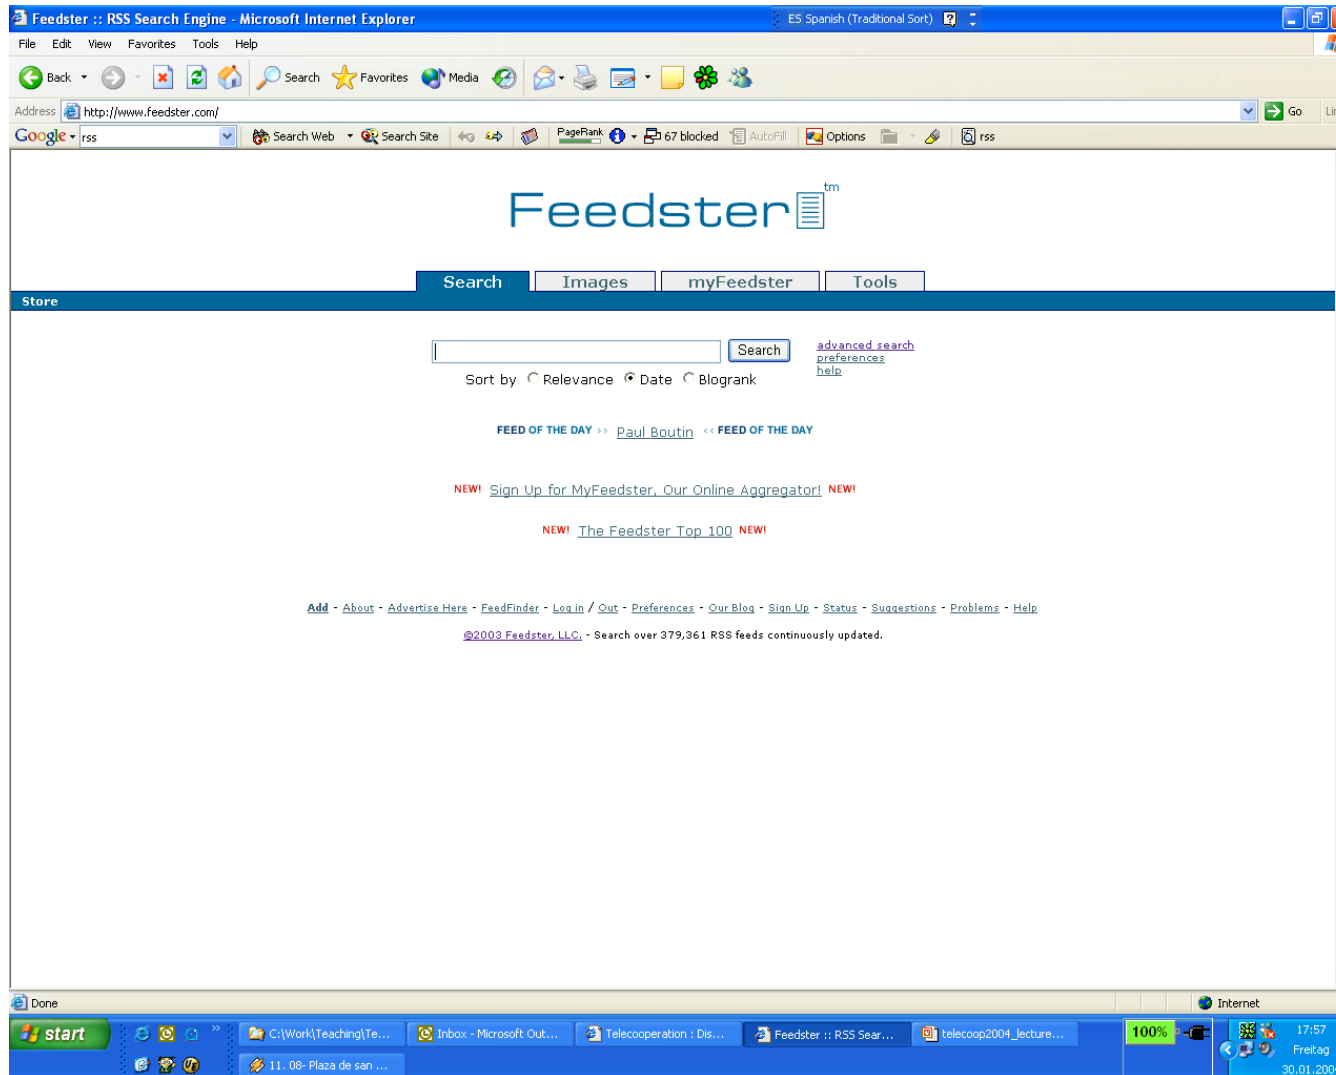 Feedster :: RSS Search Engine - Microsoft Internet Explorer
ES Spanish (Traditional Sort)
File Edit View Favorites Tools Help
Back Search Favorites Media
Address http://www.feedster.com/ Go
Google rss Search Web Search Site PageRank 67 blocked AutoFill Options rss
Feedster tm
Search Images myFeedster Tools
Store
Search advanced search
preferences
help
Sort by Relevance Date Blogrank
FEED OF THE DAY >> Paul Boutin << FEED OF THE DAY
NEW! Sign Up for MyFeedster, Our Online Aggregator! NEW!
NEW! The Feedster Top 100 NEW!
Add - About - Advertise Here - FeedFinder - Log in / Out - Preferences - Our Blog - Sign Up - Status - Suggestions - Problems - Help
©2003 Feedster, LLC. - Search over 379,361 RSS feeds continuously updated.
Done Internet
start C:\Work\Teaching\Te... Inbox - Microsoft Out... Telecooperation : Dis... Feedster :: RSS Sear... telecoop2004_lecture... 100% 17:57
11. 08- Plaza de san ... Freitag
30.01.200